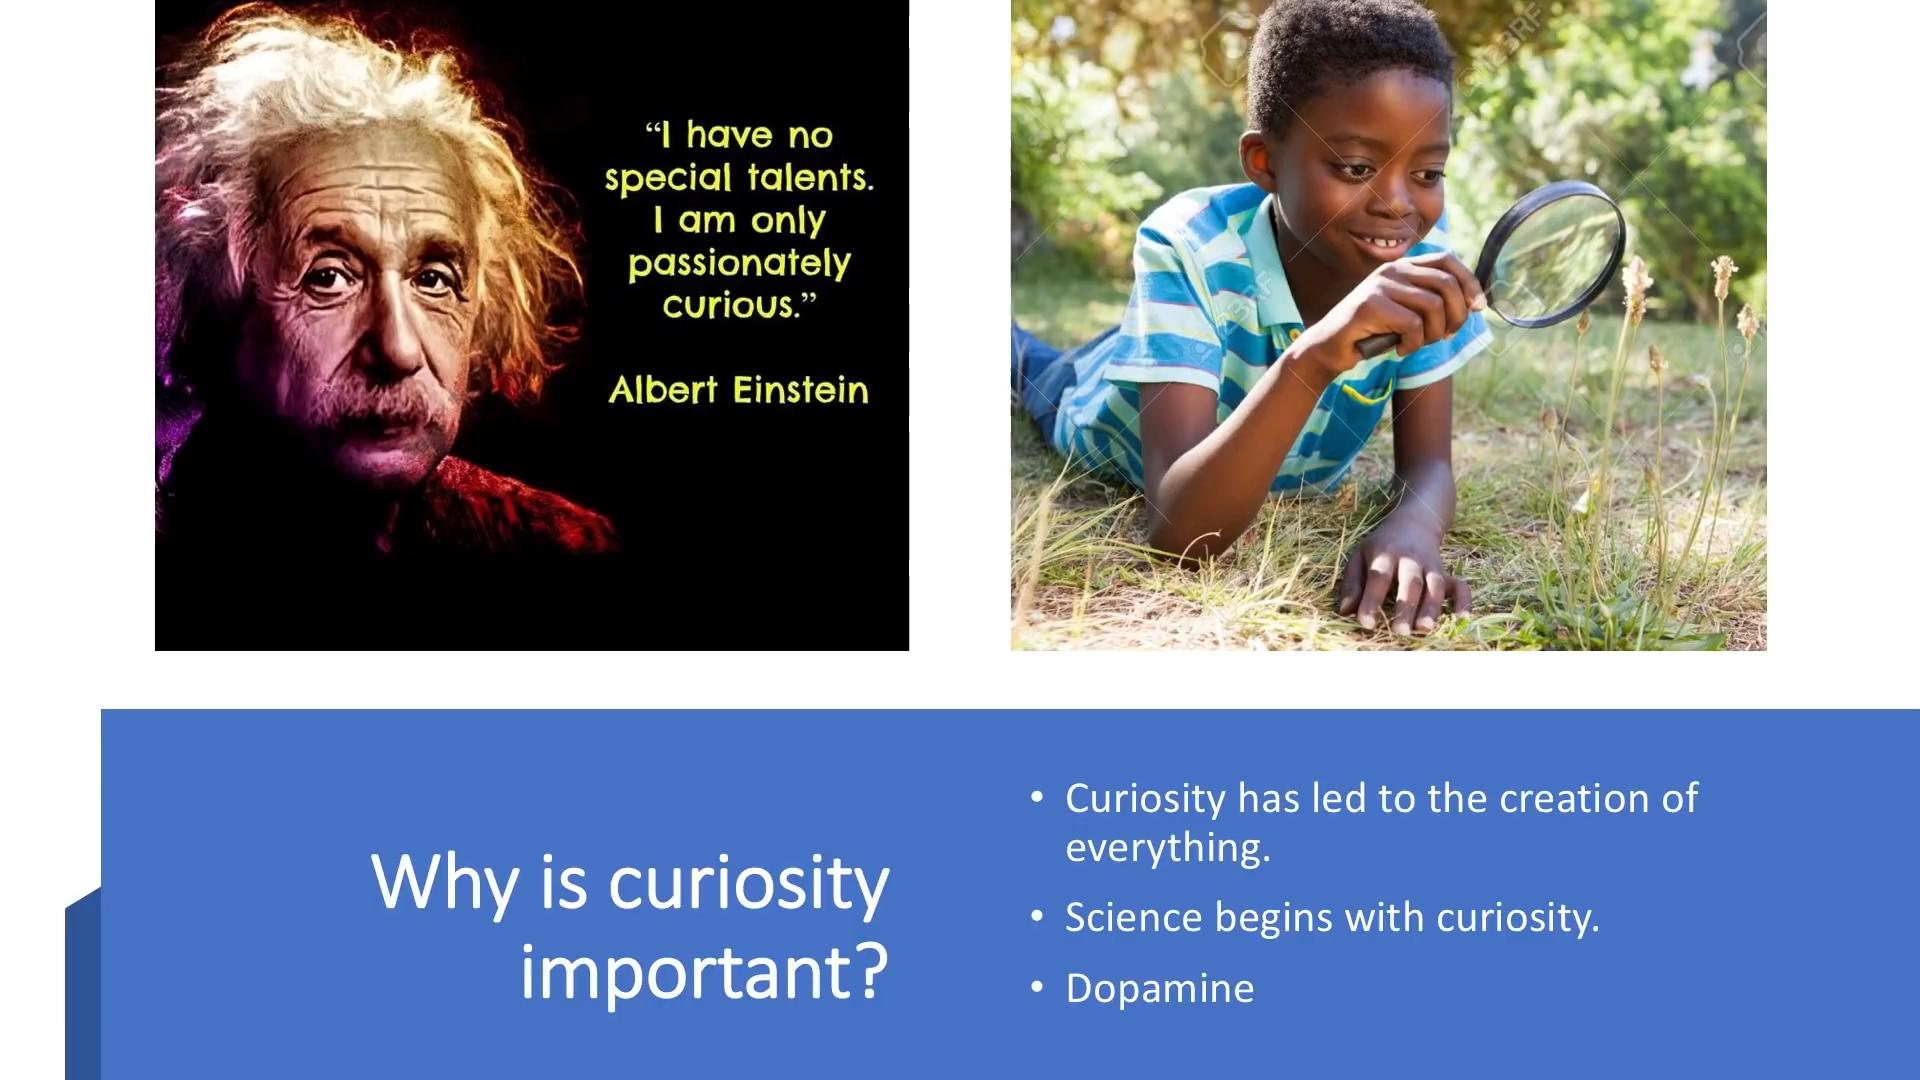 “I have no
special talents.
I am only
passionately
curious.”
Albert Einstein
Why is curiosity
important?
• Curiosity has led to the creation of
everything.
• Science begins with curiosity.
• Dopamine